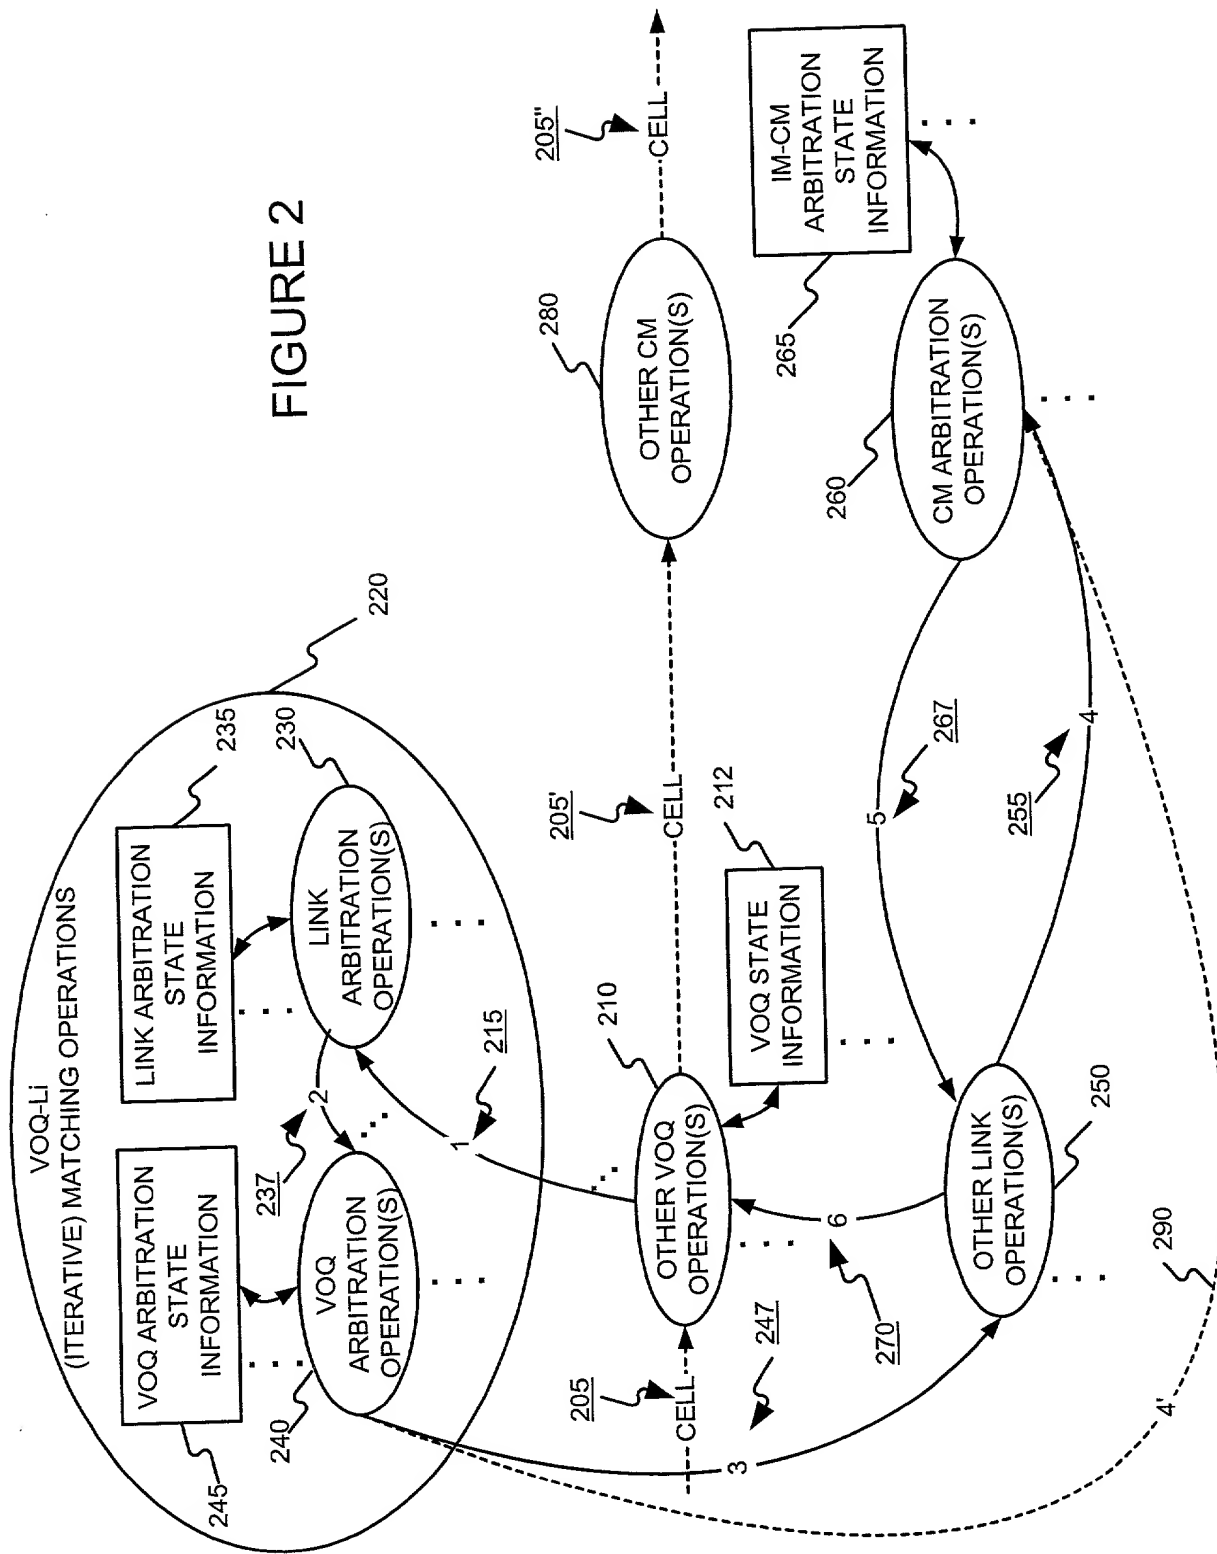 FIGURE 2
VOQ-Li
(ITERATIVE) MATCHING OPERATIONS
220
VOQ ARBITRATION
STATE
INFORMATION
245
LINK ARBITRATION
STATE
INFORMATION
235
VOQ
ARBITRATION
OPERATION(S)
240
237
2
LINK
ARBITRATION
OPERATION(S)
230
1
215
205
CELL
OTHER VOQ
OPERATION(S)
210
VOQ STATE
INFORMATION
212
205'
CELL
OTHER CM
OPERATION(S)
280
205"
CELL
3
247
6
270
OTHER LINK
OPERATION(S)
250
5
267
4
255
CM ARBITRATION
OPERATION(S)
260
IM-CM
ARBITRATION
STATE
INFORMATION
265
4'
290